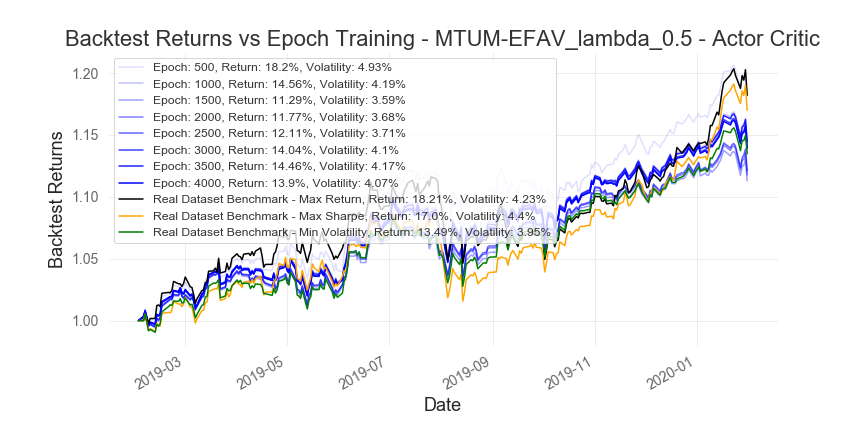 Backtest Returns vs Epoch Training - MTUM-EFAV_lambda_0.5 - Actor Critic
Epoch: 500, Return: 18.2%, Volatility: 4.93%
Epoch: 1000, Return: 14.56%, Volatility: 4.19%
Epoch: 1500, Return: 11.29%, Volatility: 3.59%
Epoch: 2000, Return: 11.77%, Volatility: 3.68%
Epoch: 2500, Return: 12.11%, Volatility: 3.71%
Epoch: 3000, Return: 14.04%, Volatility: 4.1%
Epoch: 3500, Return: 14.46%, Volatility: 4.17%
Epoch: 4000, Return: 13.9%, Volatility: 4.07%
Real Dataset Benchmark - Max Return, Return: 18.21%, Volatility: 4.23%
Real Dataset Benchmark - Max Sharpe, Return: 17.0%, Volatility: 4.4%
Real Dataset Benchmark - Min Volatility, Return: 13.49%, Volatility: 3.95%
Backtest Returns
1.20
1.15
1.10
1.05
1.00
2019-03
2019-05
2019-07
2019-09
2019-11
2020-01
Date